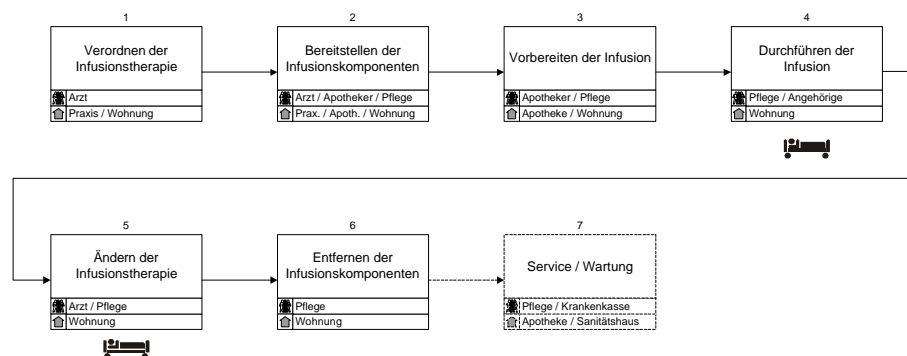 1
Verordnen der
Infusionstherapie
Arzt
Praxis / Wohnung
2
Bereitstellen der
Infusionskomponenten
Arzt / Apotheker / Pflege
Prax. / Apoth. / Wohnung
3
Vorbereiten der Infusion
Apotheker / Pflege
Apotheke / Wohnung
4
Durchführen der
Infusion
Pflege / Angehörige
Wohnung
5
Ändern der
Infusionstherapie
Arzt / Pflege
Wohnung
6
Entfernen der
Infusionskomponenten
Pflege
Wohnung
7
Service / Wartung
Pflege / Krankenkasse
Apotheke / Sanitätshaus